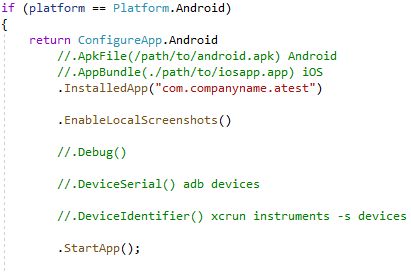 if (platform == Platform.Android)
{
return ConfigureApp.Android
//.ApkFile(/path/to/android.apk) Android
//.AppBundle(./path/to/iosapp.app) iOS
.InstalledApp("com.companyname.atest")
.EnableLocalScreenshots()
//.Debug()
//.DeviceSerial() adb devices
//.DeviceIdentifier() xcrun instruments -s devices
.StartApp();